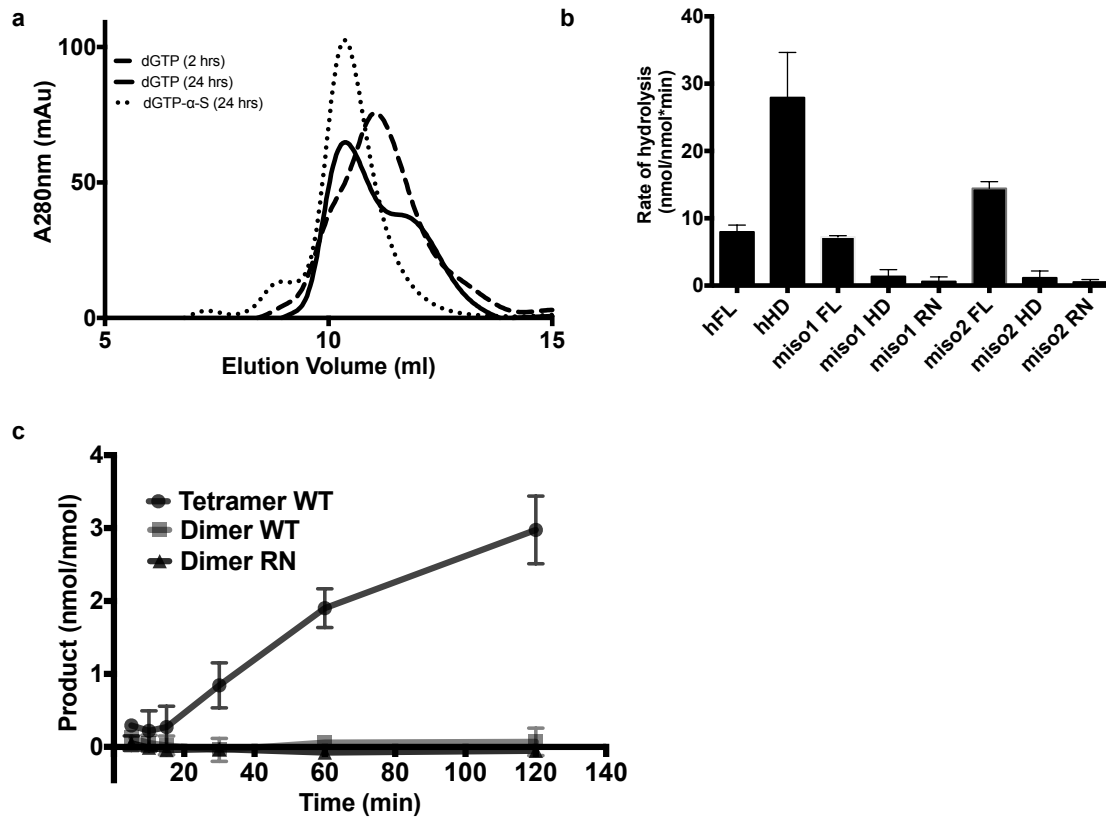 a
100
50
0
A280nm (mAu)
dGTP (2 hrs)
dGTP (24 hrs)
dGTP-α-S (24 hrs)
5
10
15
Elution Volume (ml)
b
40
30
20
10
0
Rate of hydrolysis
(nmol/nmol*min)
hFL
hHD
miso1 FL
miso1 HD
miso1 RN
miso2 FL
miso2 HD
miso2 RN
c
4
3
2
1
0
Product (nmol/nmol)
Tetramer WT
Dimer WT
Dimer RN
20
40
60
80
100
120
140
Time (min)